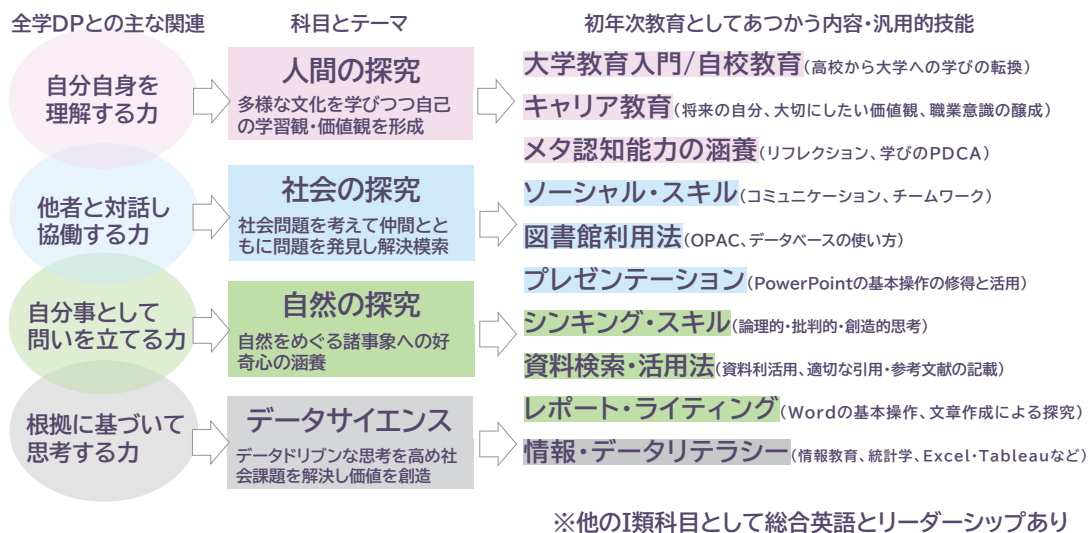 全学DPとの主な関連
科目とテーマ
初年次教育としてあつかう内容・汎用的技能
自分自身を
理解する力
人間の探究
多様な文化を学びつつ自己
の学習観・価値観を形成
大学教育入門/自校教育(高校から大学への学びの転換)
キャリア教育(将来の自分、大切にしたい価値観、職業意識の醸成)
メタ認知能力の涵養(リフレクション、学びのPDCA)
他者と対話し
協働する力
社会の探究
社会問題を考えて仲間とと
もに問題を発見し解決模索
ソーシャル・スキル(コミュニケーション、チームワーク)
図書館利用法(OPAC、データベースの使い方)
プレゼンテーション(PowerPointの基本操作の修得と活用)
自分事として
問いを立てる力
自然の探究
自然をめぐる諸事象への好
奇心の涵養
シンキング・スキル(論理的・批判的・創造的思考)
資料検索・活用法(資料利活用、適切な引用・参考文献の記載)
レポート・ライティング(Wordの基本操作、文章作成による探究)
根拠に基づいて
思考する力
データサイエンス
データドリブンな思考を高め社
会課題を解決し価値を創造
情報・データリテラシー(情報教育、統計学、Excel・Tableauなど)
※他のI類科目として総合英語とリーダーシップあり